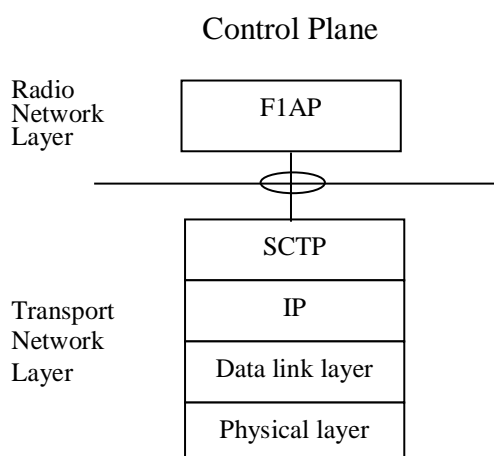 Control Plane
Radio
Network
Layer
F1AP
SCTP
IP
Transport
Network
Layer
Data link layer
Physical layer